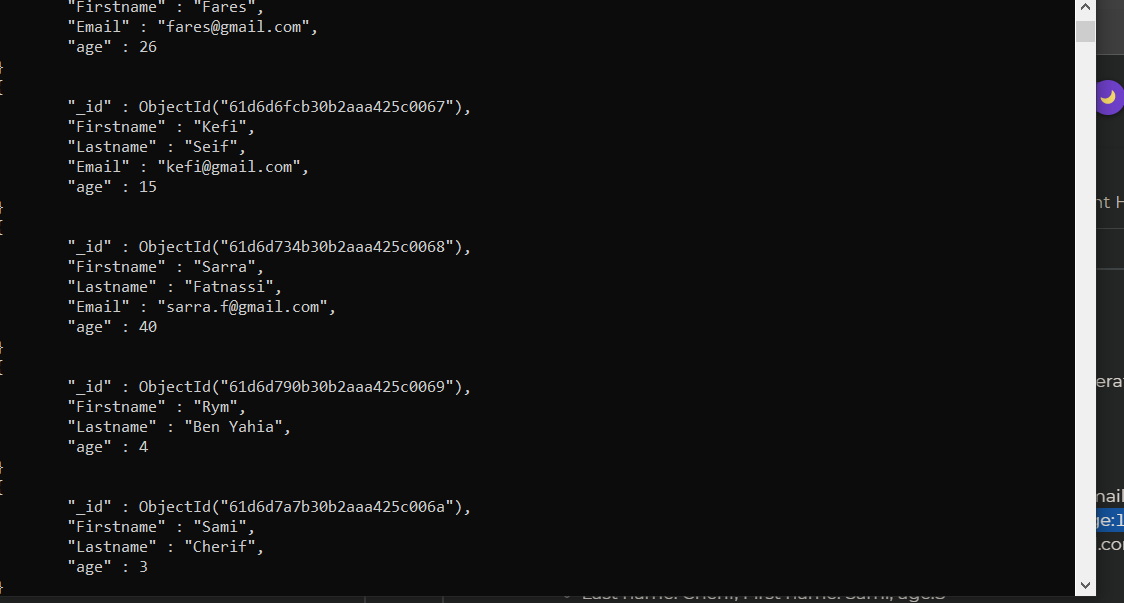 "Firstname" : "Fares",
"Email" : "fares@gmail.com",
"age" : 26
}
{
"_id" : ObjectId("61d6d6fcb30b2aaa425c0067"),
"Firstname" : "Kefi",
"Lastname" : "Seif",
"Email" : "kefi@gmail.com",
"age" : 15
}
{
"_id" : ObjectId("61d6d734b30b2aaa425c0068"),
"Firstname" : "Sarra",
"Lastname" : "Fatnassi",
"Email" : "sarra.f@gmail.com",
"age" : 40
}
{
"_id" : ObjectId("61d6d790b30b2aaa425c0069"),
"Firstname" : "Rym",
"Lastname" : "Ben Yahia",
"age" : 4
}
{
"_id" : ObjectId("61d6d7a7b30b2aaa425c006a"),
"Firstname" : "Sami",
"Lastname" : "Cherif",
"age" : 3
}
nt H
erat
mail
ge:1
.com
Last name: Cherif, First name: Sami, age:3